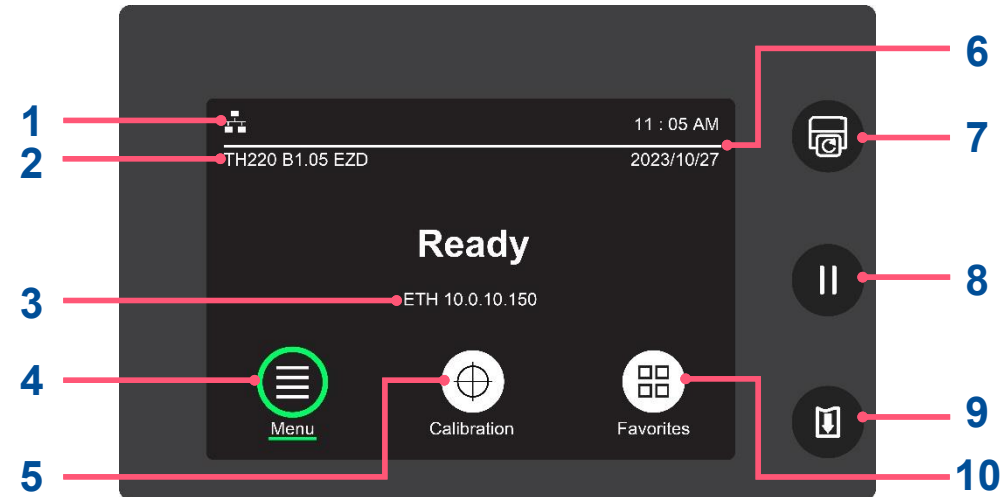 6
1
11 : 05 AM
7
2
TH220 B1.05 EZD
2023/10/27
Ready
8
3
ETH 10.0.10.150
4
Menu
Calibration
Favorites
9
5
10